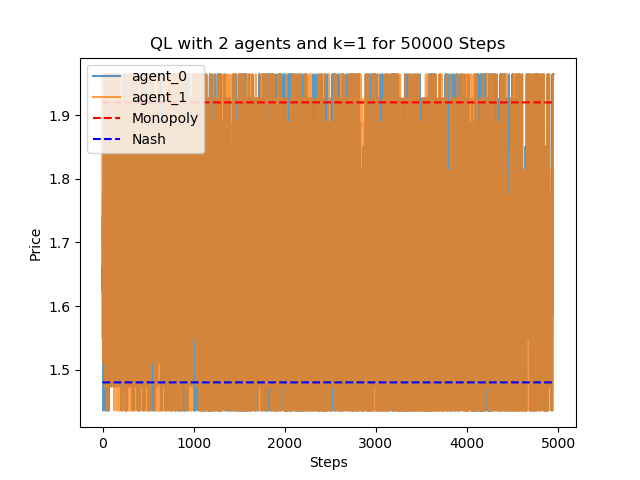 QL with 2 agents and k=1 for 50000 Steps
agent_0
agent_1
Monopoly
Nash
1.9
1.8
1.7
1.6
1.5
Price
0 1000 2000 3000 4000 5000
Steps